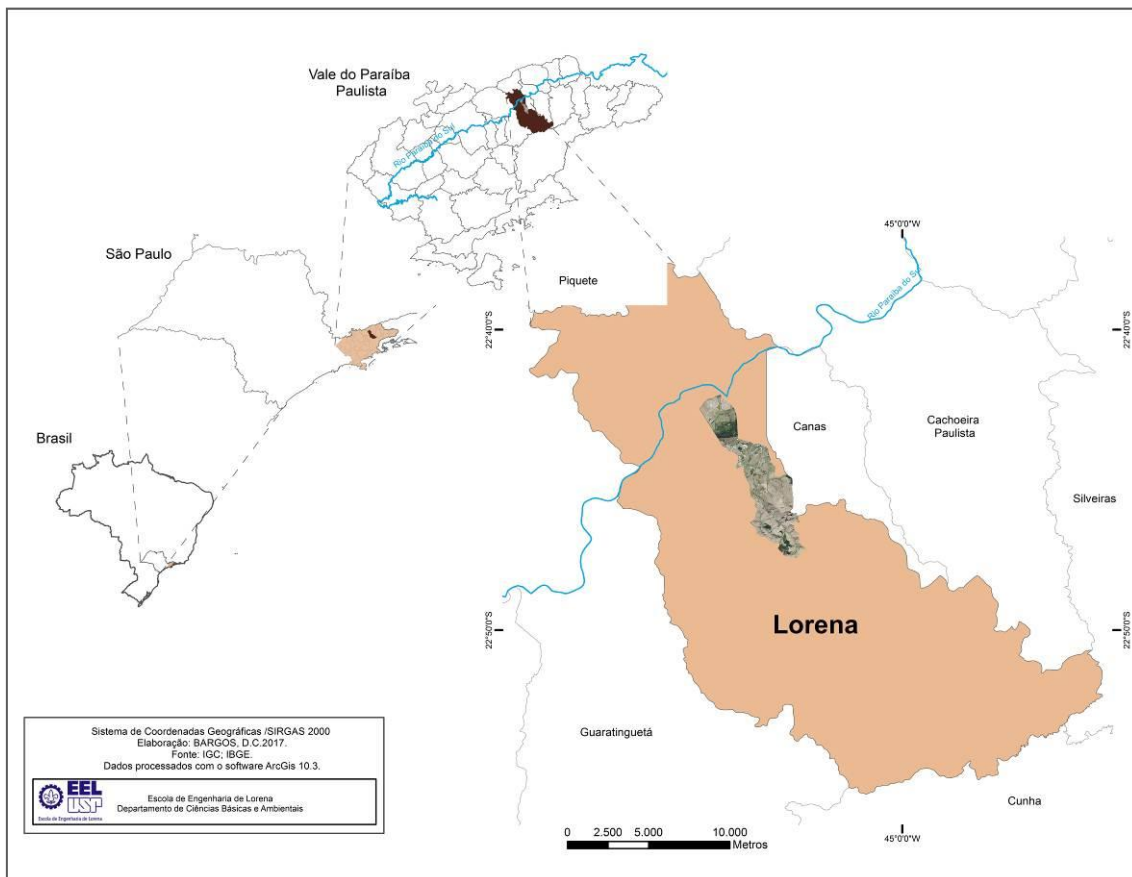 Vale do Paraíba
Paulista
Rio Paraíba do Sul
São Paulo
Brasil
45°0'0"W
Piquete
Rio Paraíba do Sul
22°40'0"S
22°40'0"S
Canas
Cachoeira
Paulista
Silveiras
Lorena
22°50'0"S
22°50'0"S
Guaratinguetá
Cunha
45°0'0"W
0 2.500 5.000 10.000
Metros
Sistema de Coordenadas Geográficas /SIRGAS 2000
Elaboração: BARGOS, D.C.2017.
Fonte: IGC; IBGE.
Dados processados com o software ArcGis 10.3.
EEL
USP
Escola de Engenharia de Lorena
Escola de Engenharia de Lorena
Departamento de Ciências Básicas e Ambientais